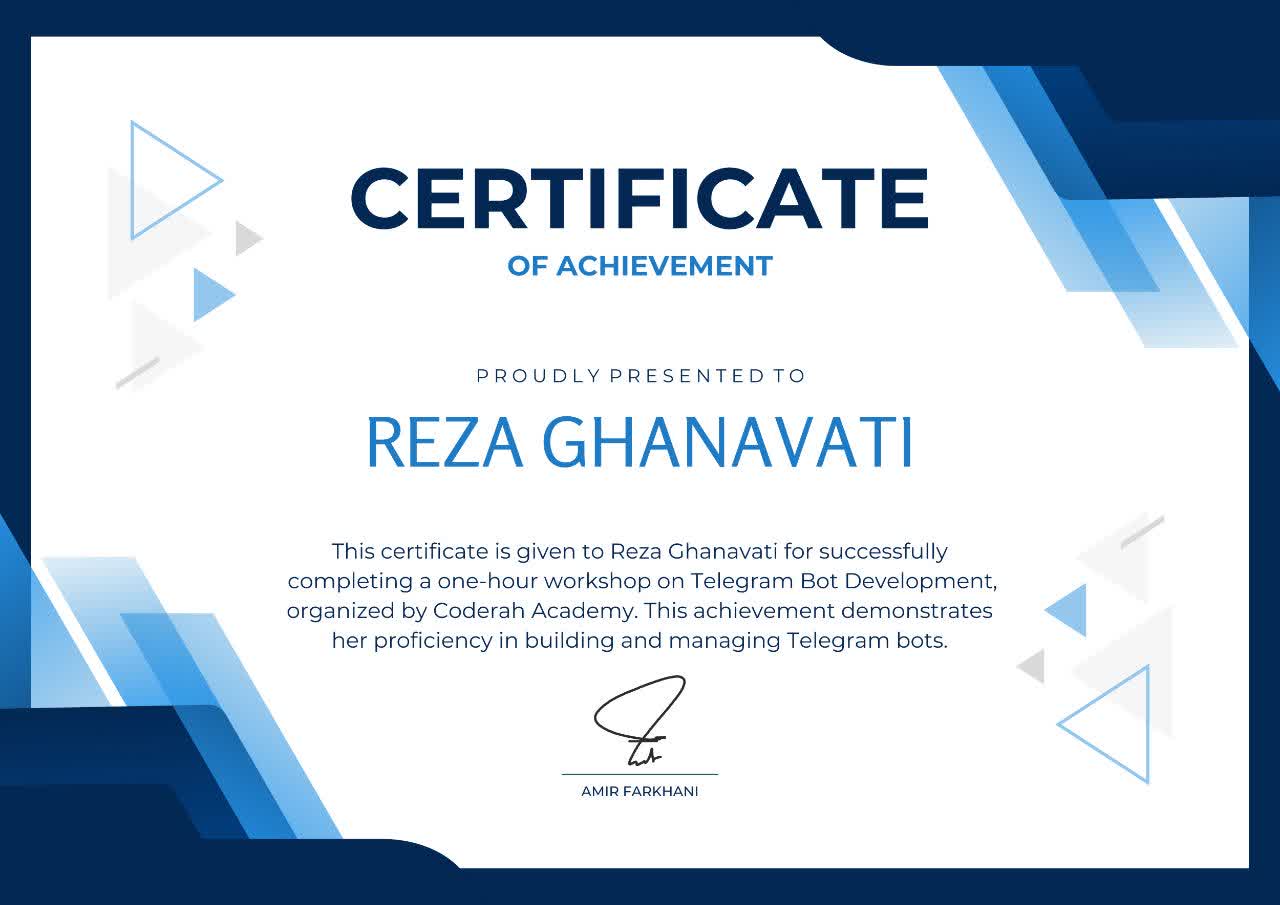 CERTIFICATE
OF ACHIEVEMENT
PROUDLY PRESENTED TO
REZA GHANAVATI
This certificate is given to Reza Ghanavati for successfully
completing a one-hour workshop on Telegram Bot Development,
organized by Coderah Academy. This achievement demonstrates
her proficiency in building and managing Telegram bots.
AMIR FARKHANI